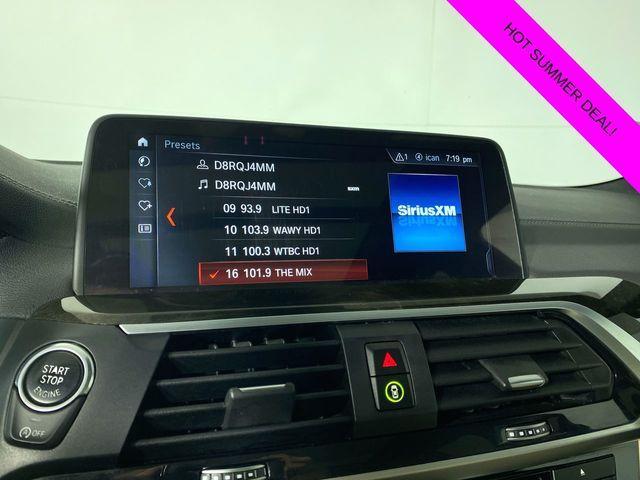 HOT SUMMER DEAL!
Presets
1 ican 7:19 pm
D8RQJ4MM
D8RQJ4MM
SiriusXM
09 93.9 LITE HD1
10 103.9 WAWY HD1
11 100.3 WTBC HD1
16 101.9 THE MIX
START
STOP
ENGINE
OFF